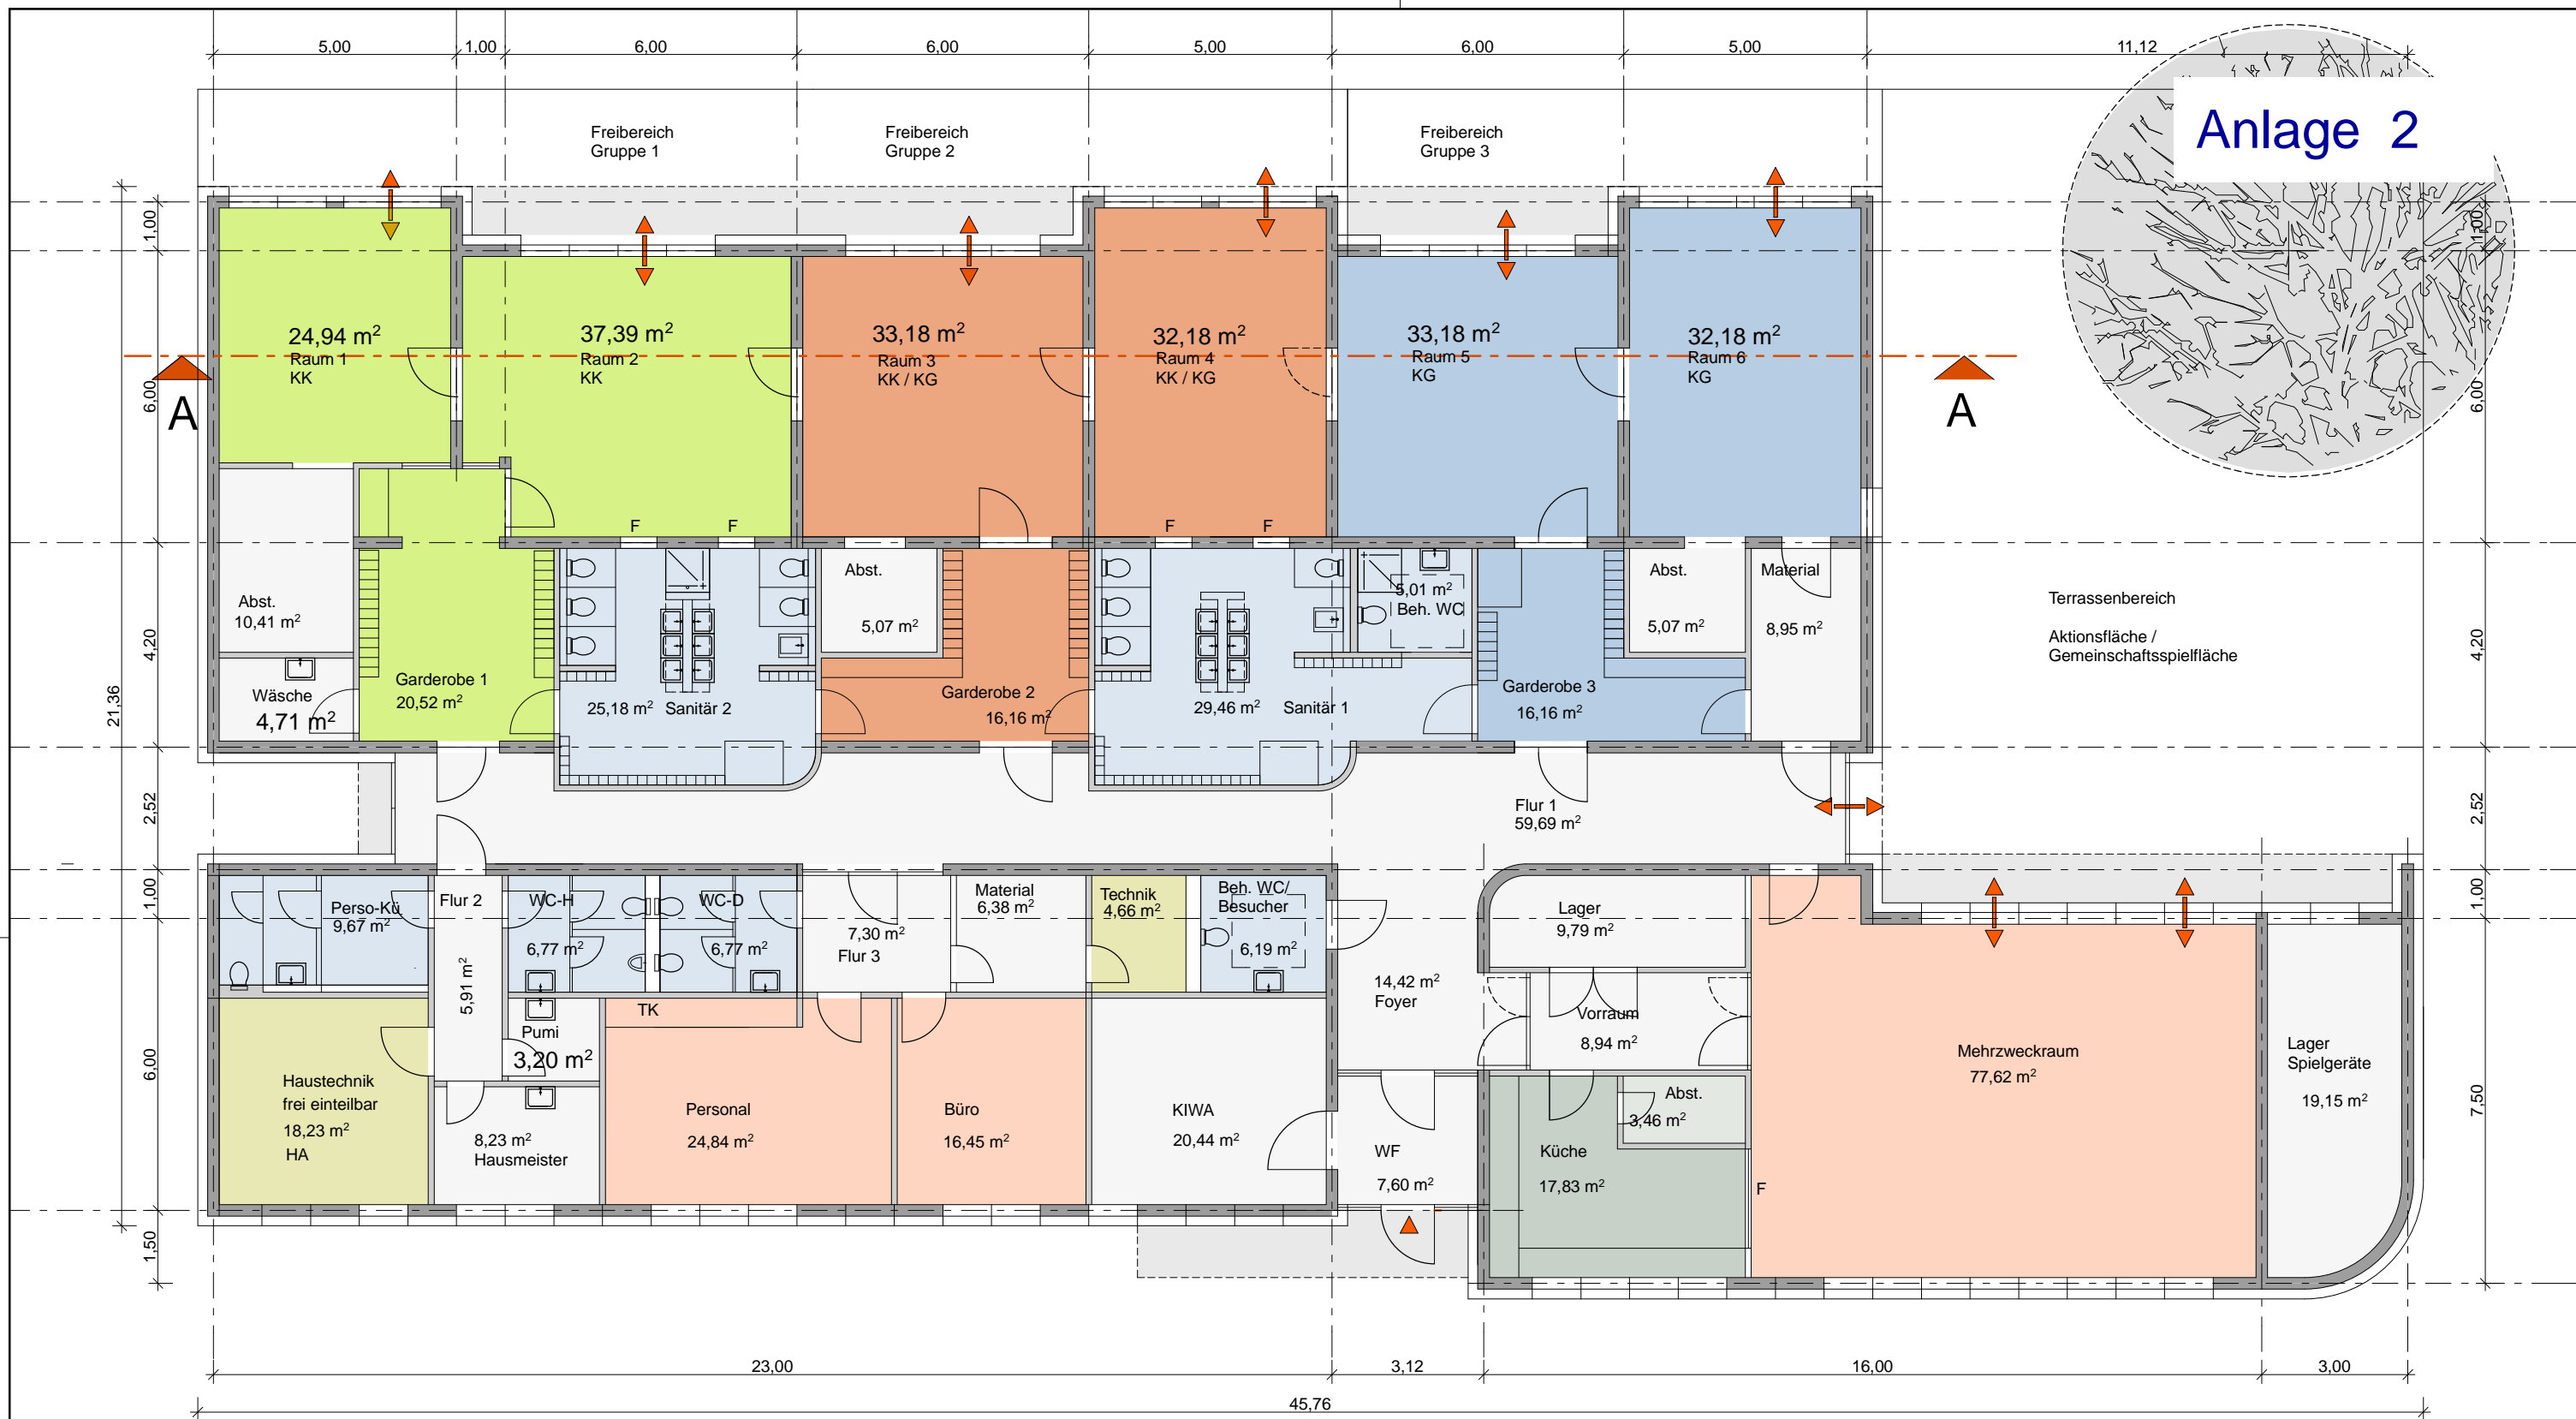 5,00
1,00
6,00
6,00
5,00
6,00
5,00
11,12
Anlage 2
Freibereich
Gruppe 1
Freibereich
Gruppe 2
Freibereich
Gruppe 3
1,00
1,00
24,94 m²
Raum 1
KK
37,39 m²
Raum 2
KK
33,18 m²
Raum 3
KK / KG
32,18 m²
Raum 4
KK / KG
33,18 m²
Raum 5
KG
32,18 m²
Raum 6
KG
6,00
6,00
A
A
F
F
F
F
Abst.
10,41 m²
Wäsche
4,71 m²
Garderobe 1
20,52 m²
25,18 m² Sanitär 2
Abst.
5,07 m²
Garderobe 2
16,16 m²
29,46 m² Sanitär 1
5,01 m²
Beh. WC
Garderobe 3
16,16 m²
Abst.
5,07 m²
Material
8,95 m²
Terrassenbereich
Aktionsfläche /
Gemeinschaftsspielfläche
4,20
4,20
21,36
2,52
2,52
Flur 1
59,69 m²
1,00
1,00
Perso-Kü.
9,67 m²
Flur 2
5,91 m²
WC-H
6,77 m²
WC-D
6,77 m²
7,30 m²
Flur 3
Material
6,38 m²
Technik
4,66 m²
Beh. WC/
Besucher
6,19 m²
14,42 m²
Foyer
Lager
9,79 m²
Vorraum
8,94 m²
Mehrzweckraum
77,62 m²
Lager
Spielgeräte
19,15 m²
6,00
7,50
Haustechnik
frei einteilbar
18,23 m²
HA
Pumi
3,20 m²
8,23 m²
Hausmeister
TK
Personal
24,84 m²
Büro
16,45 m²
KIWA
20,44 m²
WF
7,60 m²
Küche
17,83 m²
Abst.
3,46 m²
F
1,50
23,00
3,12
16,00
3,00
45,76